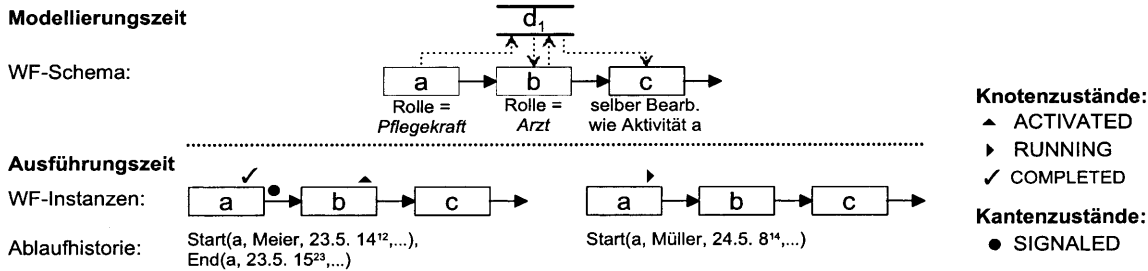 Modellierungszeit
d₁
WF-Schema:
a b c
Rolle = Pflegekraft
Rolle = Arzt
selber Bearb. wie Aktivität a
Knotenzustände:
ACTIVATED
RUNNING
COMPLETED
Kantenzustände:
SIGNALED
Ausführungszeit
WF-Instanzen:
a b c
a b c
Ablaufhistorie:
Start(a, Meier, 23.5. 14¹²,...),
End(a, 23.5. 15²³,...)
Start(a, Müller, 24.5. 8¹⁴,...)